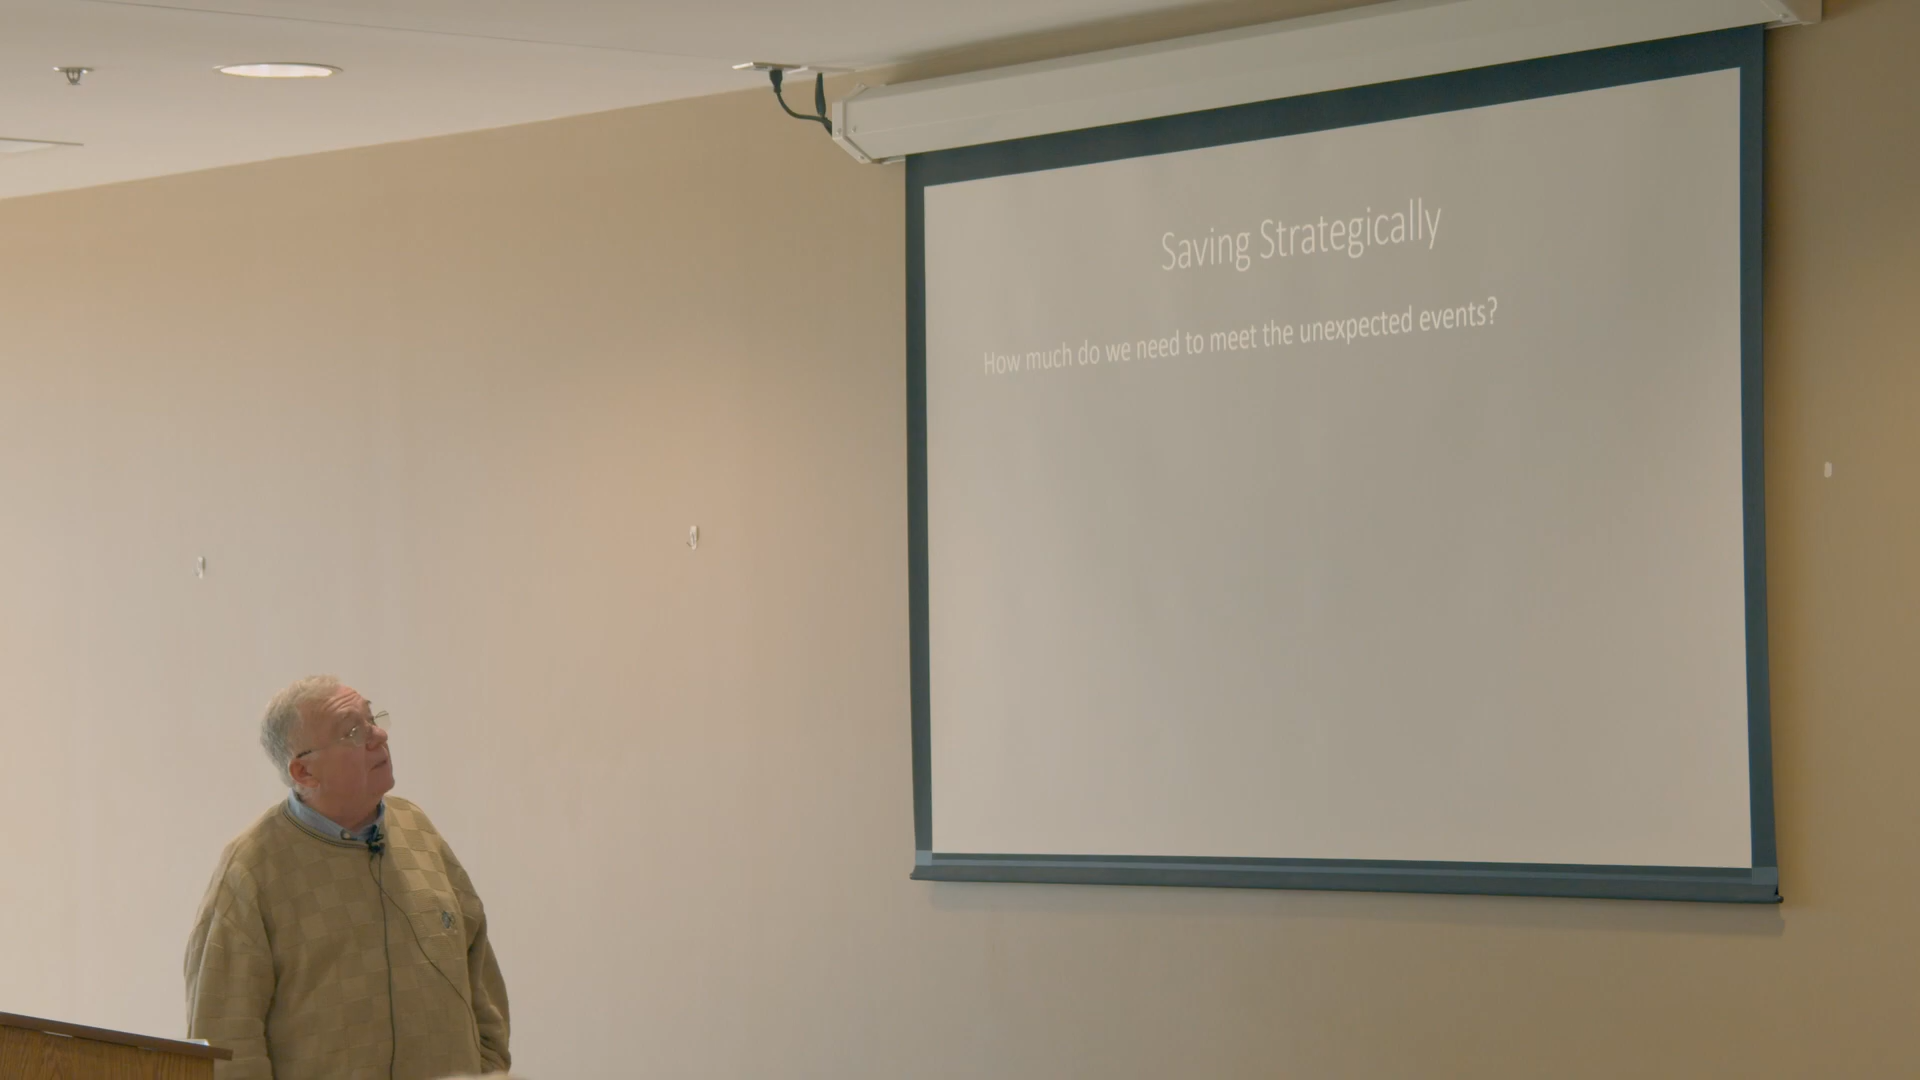 Saving Strategically
How much do we need to meet the unexpected events?